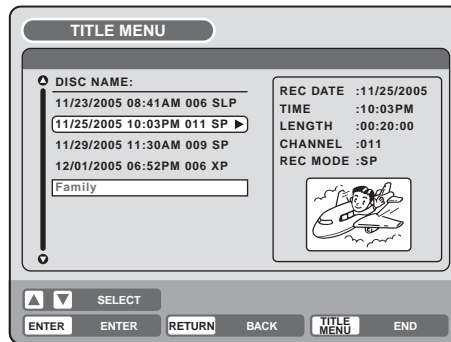 TITLE MENU
DISC NAME:
11/23/2005 08:41AM 006 SLP
11/25/2005 10:03PM 011 SP ▶
11/29/2005 11:30AM 009 SP
12/01/2005 06:52PM 006 XP
Family
REC DATE :11/25/2005
TIME :10:03PM
LENGTH :00:20:00
CHANNEL :011
REC MODE :SP
SELECT
ENTER ENTER RETURN BACK TITLE MENU END